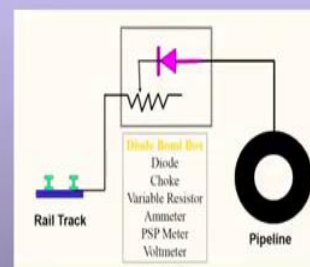 Diode Bond Box
Diode
Choke
Variable Resistor
Ammeter
PSP Meter
Voltmeter
Rail Track
Pipeline